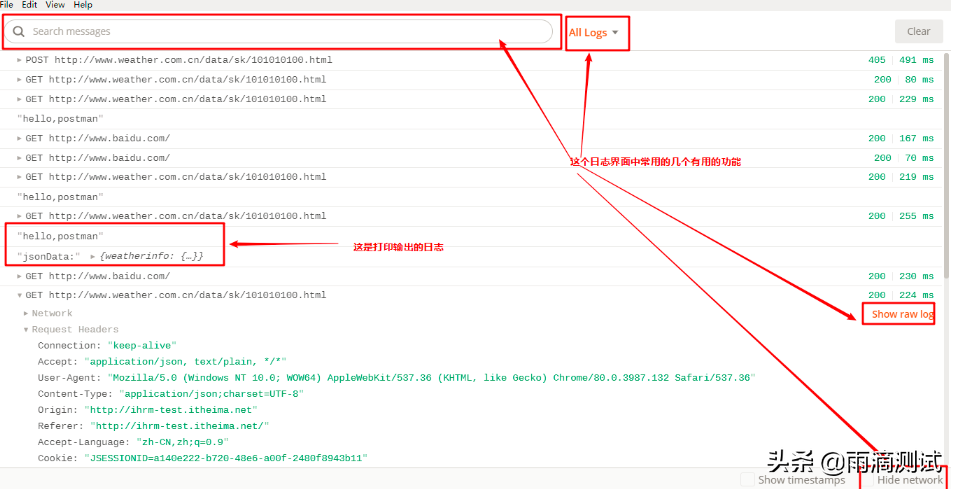 File Edit View Help
Search messages
All Logs
Clear
POST http://www.weather.com.cn/data/sk/101010100.html 405 491 ms
GET http://www.weather.com.cn/data/sk/101010100.html 200 80 ms
GET http://www.weather.com.cn/data/sk/101010100.html 200 229 ms
"hello,postman"
GET http://www.baidu.com/ 200 167 ms
GET http://www.baidu.com/ 200 70 ms
这个日志界面中常用的几个有用的功能
GET http://www.weather.com.cn/data/sk/101010100.html 200 219 ms
"hello,postman"
GET http://www.weather.com.cn/data/sk/101010100.html 200 255 ms
"hello,postman"
这是打印输出的日志
"jsonData:" {weatherinfo: {…}}
GET http://www.baidu.com/ 200 230 ms
GET http://www.weather.com.cn/data/sk/101010100.html 200 224 ms
Network
Show raw log
Request Headers
Connection: "keep-alive"
Accept: "application/json, text/plain, */*"
User-Agent: "Mozilla/5.0 (Windows NT 10.0; WOW64) AppleWebKit/537.36 (KHTML, like Gecko) Chrome/80.0.3987.132 Safari/537.36"
Content-Type: "application/json;charset=UTF-8"
Origin: "http://ihrm-test.itheima.net"
Referer: "http://ihrm-test.itheima.net/"
Accept-Language: "zh-CN,zh;q=0.9"
Cookie: "JSESSIONID=a140e222-b720-48e6-a00f-2480f8943b11"
头条 @雨滴测试
Show timestamps
Hide network